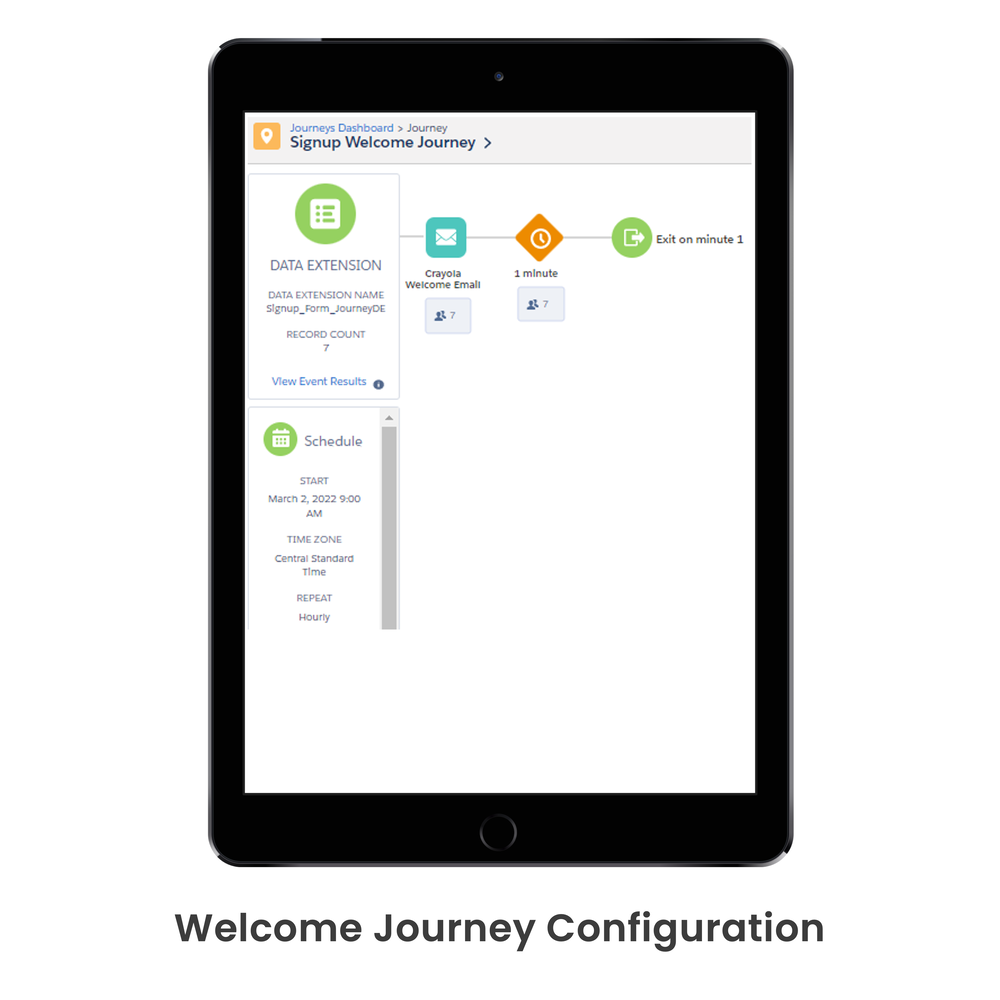 Journeys Dashboard > Journey
Signup Welcome Journey >
DATA EXTENSION
DATA EXTENSION NAME
Signup_Form_JourneyDE
RECORD COUNT
7
View Event Results
Crayola
Welcome Email
7
1 minute
7
Exit on minute 1
Schedule
START
March 2, 2022 9:00
AM
TIME ZONE
Central Standard
Time
REPEAT
Hourly
Welcome Journey Configuration